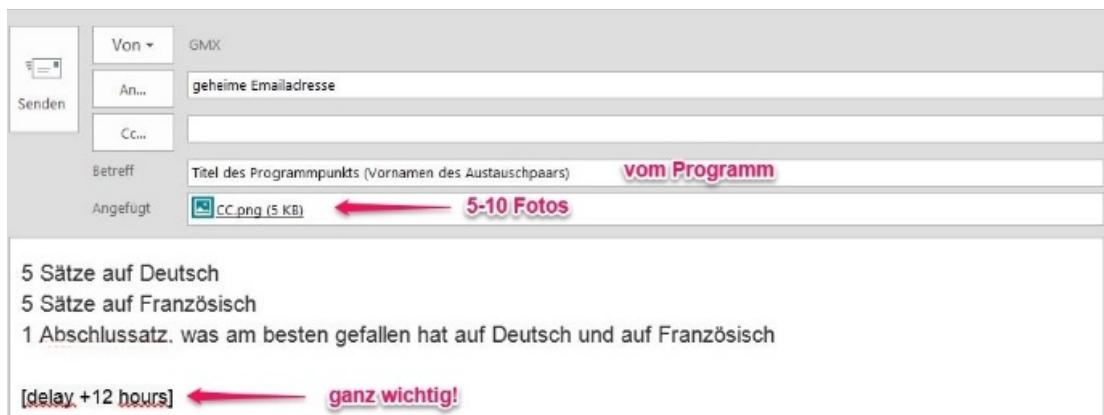 Von
GMX
Senden
An...
geheime Emailadresse
Cc...
Betreff
Titel des Programmpunkts (Vornamen des Austauschpaars) vom Programm
Angefügt
CC.png (5 KB) 5-10 Fotos
5 Sätze auf Deutsch
5 Sätze auf Französisch
1 Abschlussatz, was am besten gefallen hat auf Deutsch und auf Französisch
[delay +12 hours] ganz wichtig!